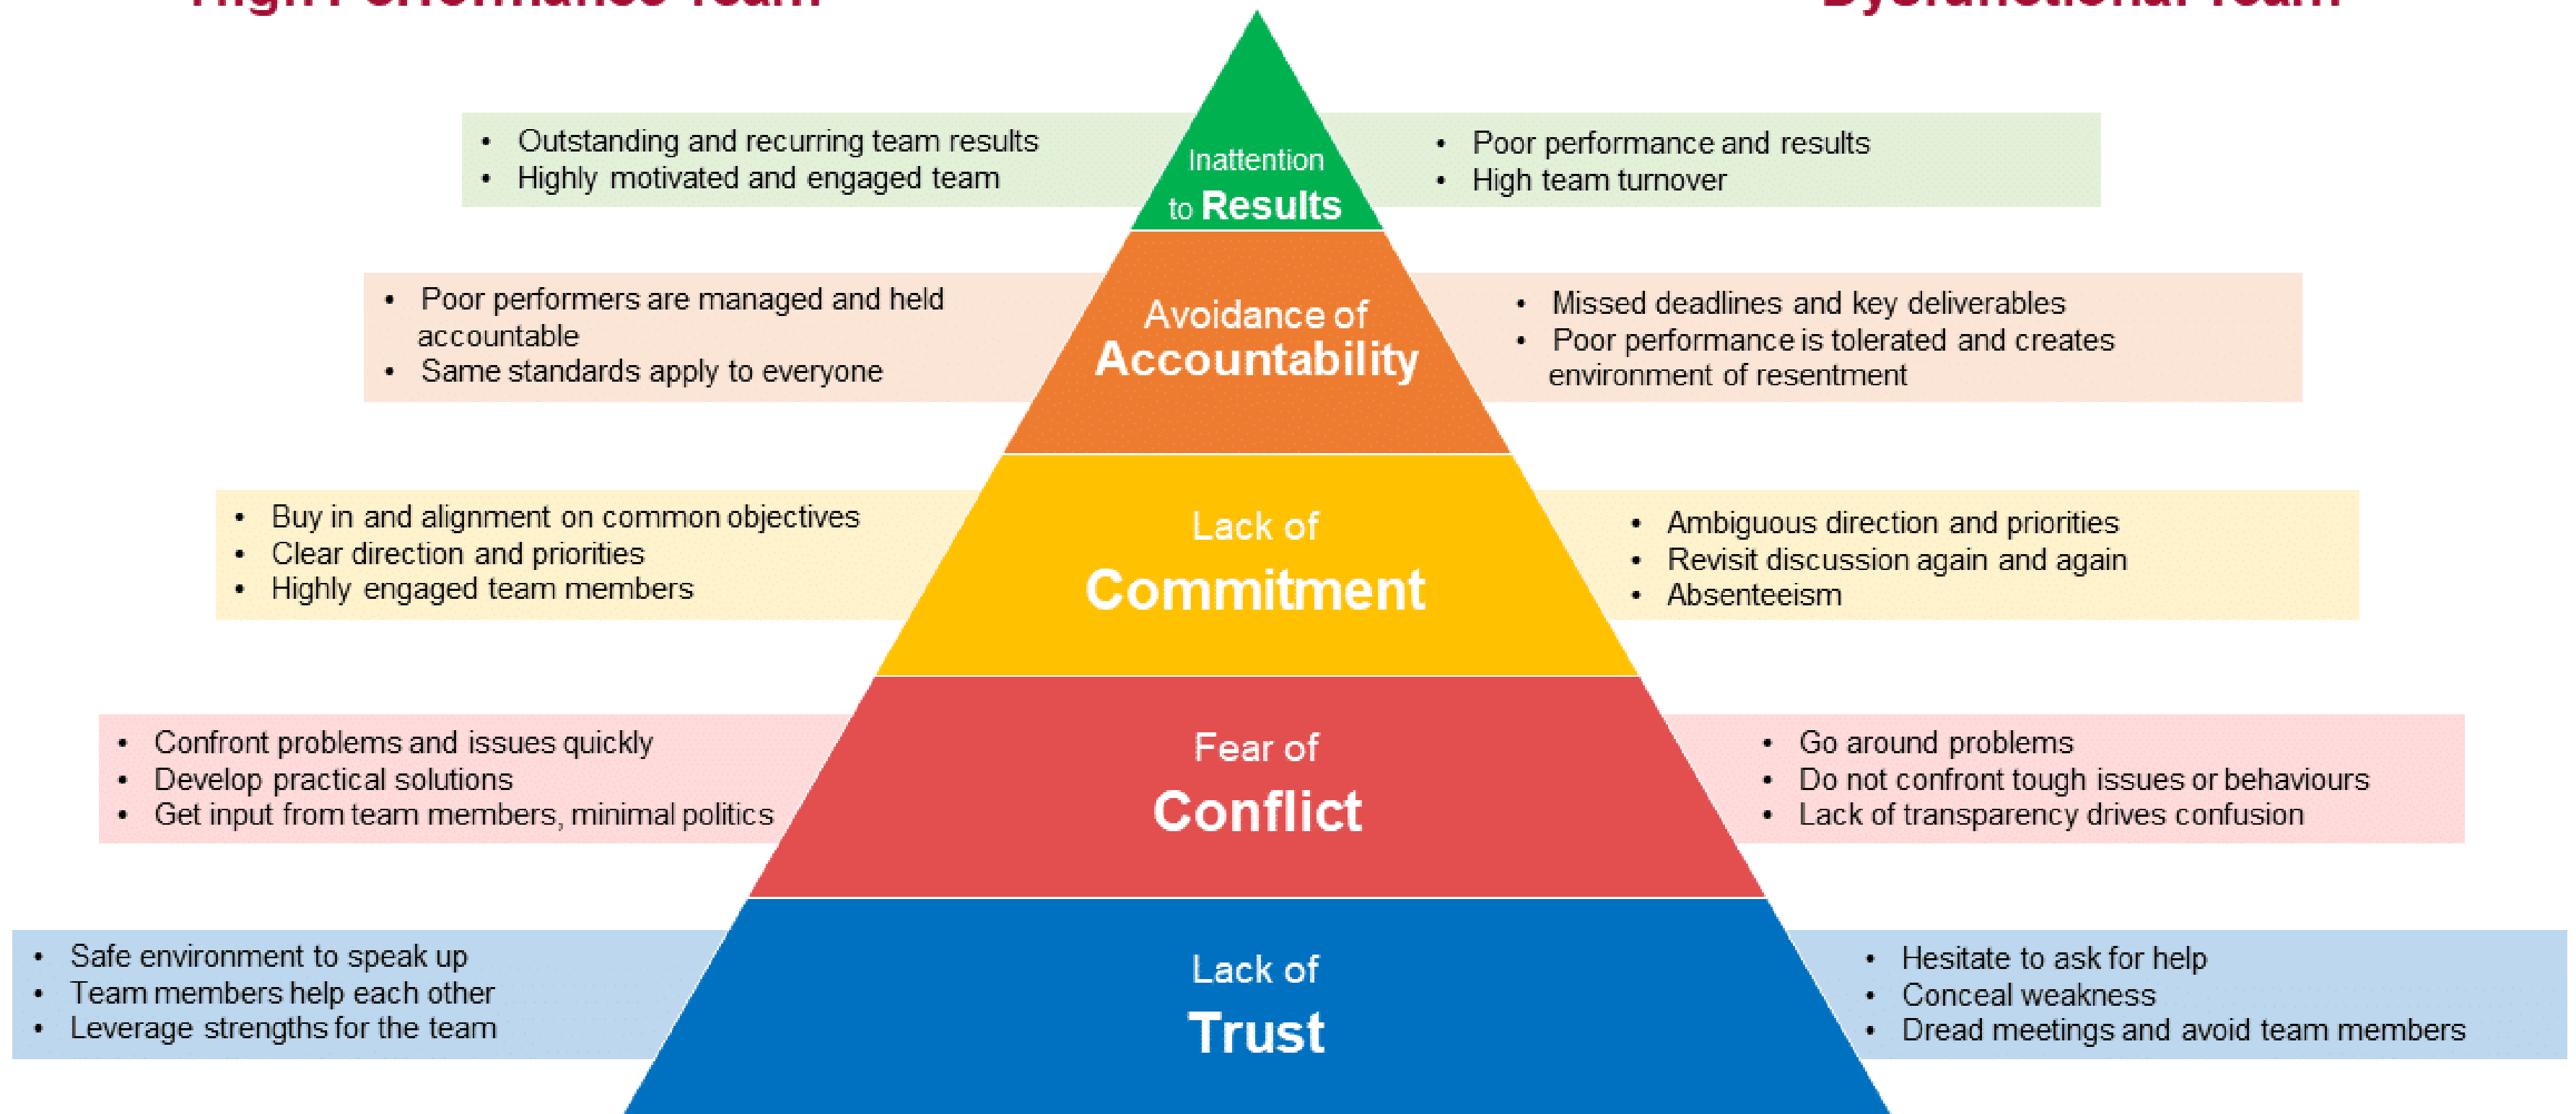 High Performance Team
Dysfunctional Team
• Outstanding and recurring team results
• Highly motivated and engaged team
Inattention
to Results
• Poor performance and results
• High team turnover
• Poor performers are managed and held
accountable
• Same standards apply to everyone
Avoidance of
Accountability
• Missed deadlines and key deliverables
• Poor performance is tolerated and creates
environment of resentment
• Buy in and alignment on common objectives
• Clear direction and priorities
• Highly engaged team members
Lack of
Commitment
• Ambiguous direction and priorities
• Revisit discussion again and again
• Absenteeism
• Confront problems and issues quickly
• Develop practical solutions
• Get input from team members, minimal politics
Fear of
Conflict
• Go around problems
• Do not confront tough issues or behaviours
• Lack of transparency drives confusion
• Safe environment to speak up
• Team members help each other
• Leverage strengths for the team
Lack of
Trust
• Hesitate to ask for help
• Conceal weakness
• Dread meetings and avoid team members